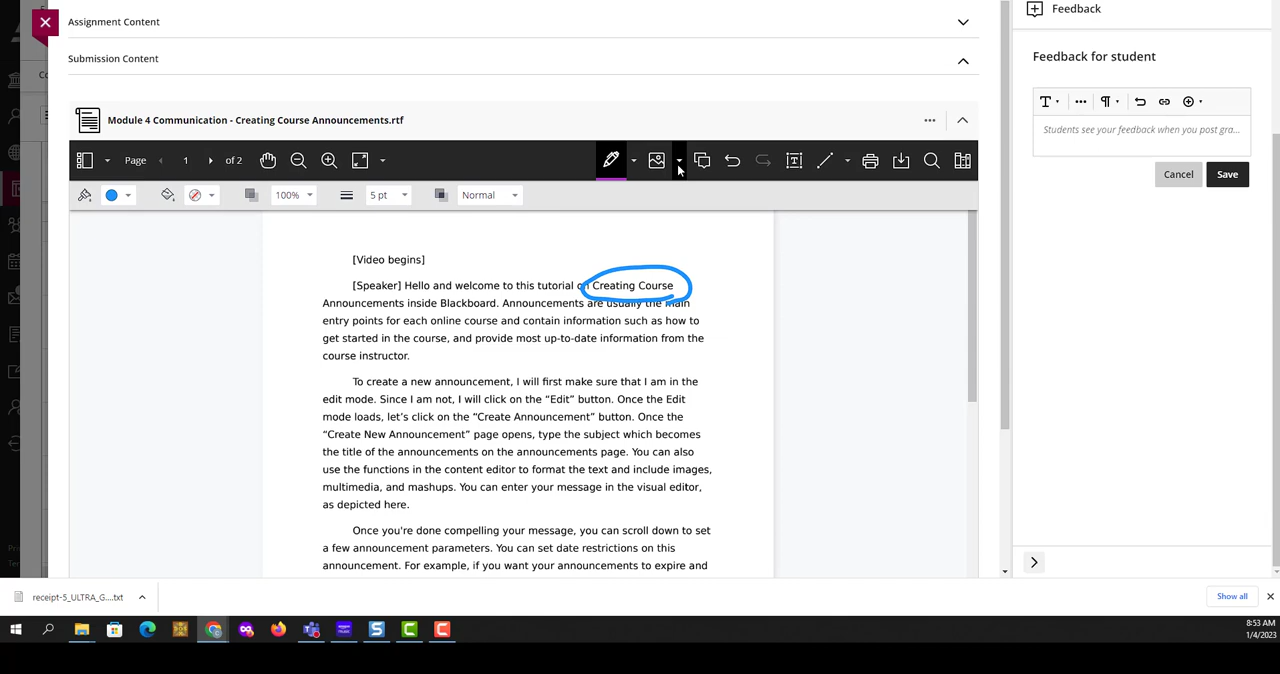 Assignment Content
Submission Content
Module 4 Communication - Creating Course Announcements.rtf
Page 1 of 2
100% 5 pt Normal
[Video begins]
[Speaker] Hello and welcome to this tutorial on Creating Course
Announcements inside Blackboard. Announcements are usually the main
entry points for each online course and contain information such as how to
get started in the course, and provide most up-to-date information from the
course instructor.
To create a new announcement, I will first make sure that I am in the
edit mode. Since I am not, I will click on the “Edit” button. Once the Edit
mode loads, let’s click on the “Create Announcement” button. Once the
“Create New Announcement” page opens, type the subject which becomes
the title of the announcements on the announcements page. You can also
use the functions in the content editor to format the text and include images,
multimedia, and mashups. You can enter your message in the visual editor,
as depicted here.
Once you're done compelling your message, you can scroll down to set
a few announcement parameters. You can set date restrictions on this
announcement. For example, if you want your announcements to expire and
Feedback
Feedback for student
Students see your feedback when you post gra...
Cancel Save
receipt-5_ULTRA_G....txt
Show all
8:53 AM
1/4/2023